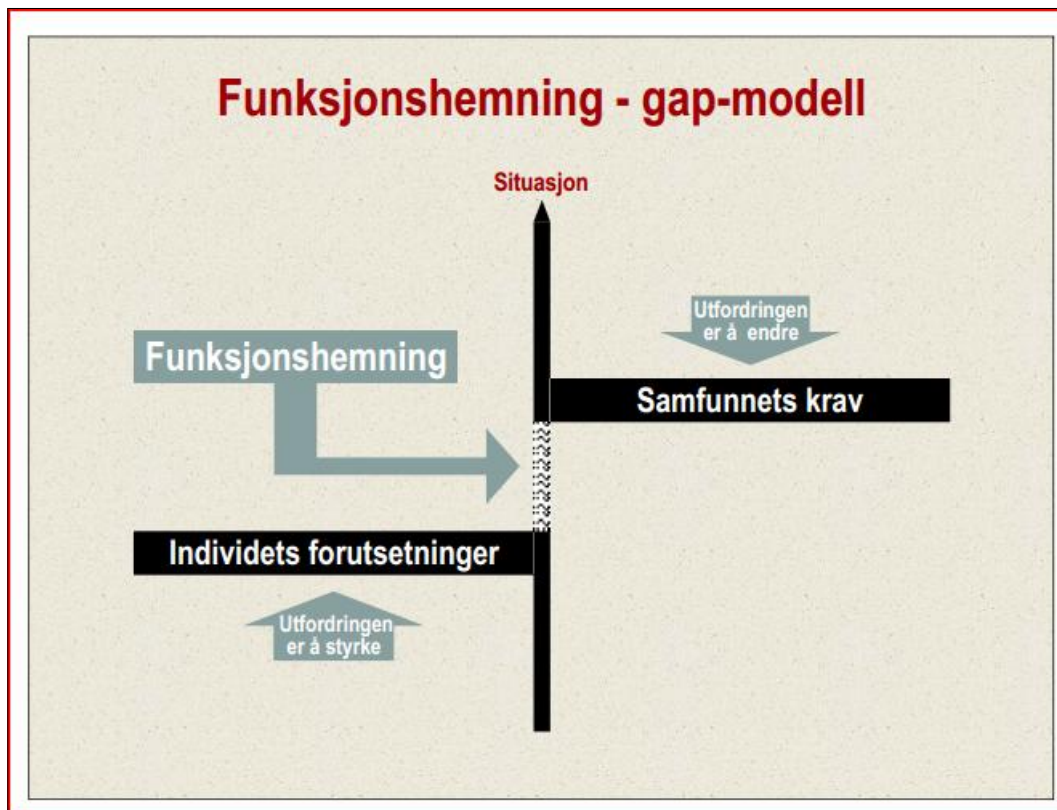 Funksjonshemning - gap-modell
Situasjon
Utfordringen
er å endre
Funksjonshemning
Samfunnets krav
Individets forutsetninger
Utfordringen
er å styrke